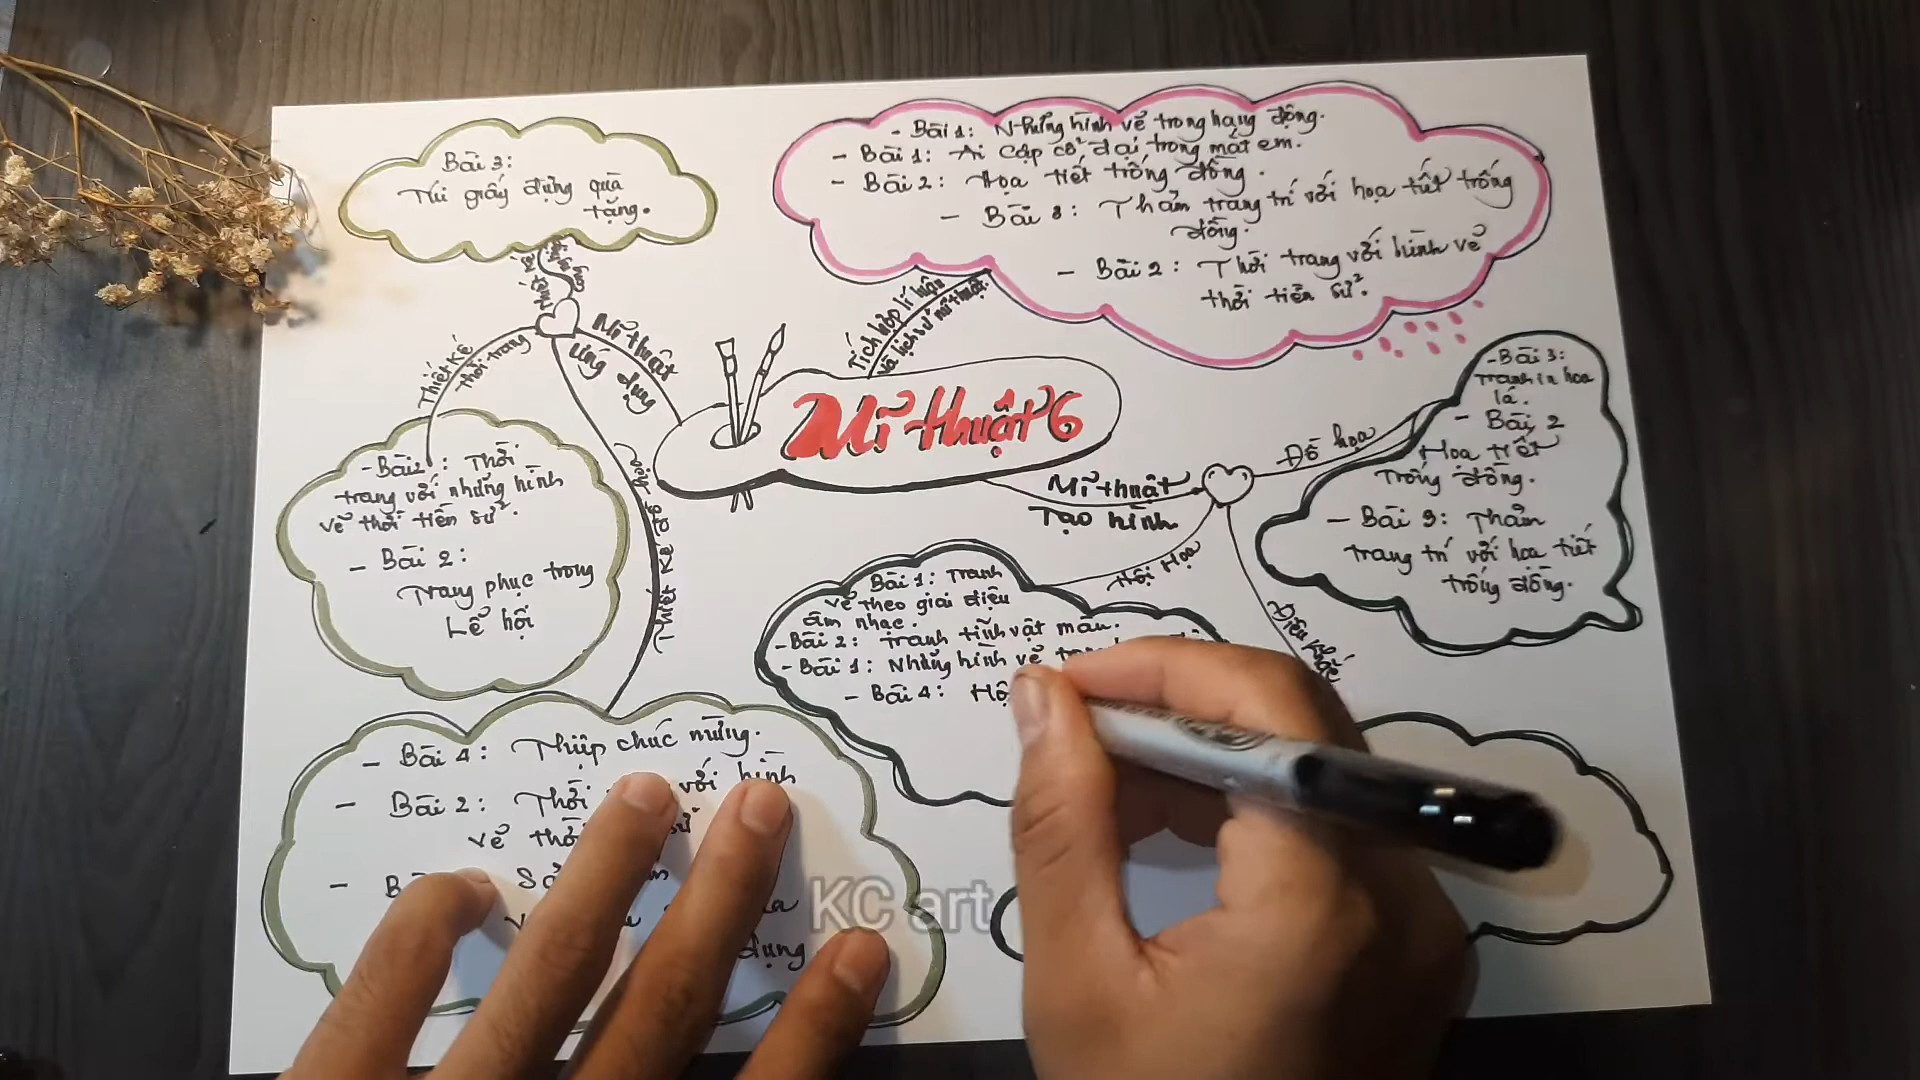 Bài 3:
Túi giấy đựng quà
tặng.
- Bài 1: Những hình vẽ trong hang động.
- Bài 1: Ai Cập cổ đại trong mắt em.
- Bài 2: Họa tiết trống đồng.
- Bài 3: Thảm trang trí với họa tiết trống
đồng.
- Bài 2: Thời trang với hình vẽ
thời tiền sử.
Tích hợp lí luận
và lịch sử mĩ thuật.
Thiết kế
Thời trang
Mĩ thuật
ứng dụng
Mĩ thuật 6
- Bài 2: Thời
trang với những hình
vẽ thời tiền sử.
- Bài 2:
Trang phục trong
Lễ hội
Thiết kế đồ họa
Mĩ thuật
Tạo hình
Đồ họa
- Bài 3:
Tranh in hoa
lá.
- Bài 2
Họa tiết
Trống đồng.
- Bài 3: Thảm
trang trí với họa tiết
trống đồng.
Hội Họa
Điêu khắc
Bài 1: Tranh
vẽ theo giai điệu
âm nhạc.
- Bài 2: Tranh tĩnh vật màu.
- Bài 1: Những hình vẽ
- Bài 4:
- Bài 4: Thiệp chúc mừng.
- Bài 2: Thời với hình
vẽ
dụng
KC art